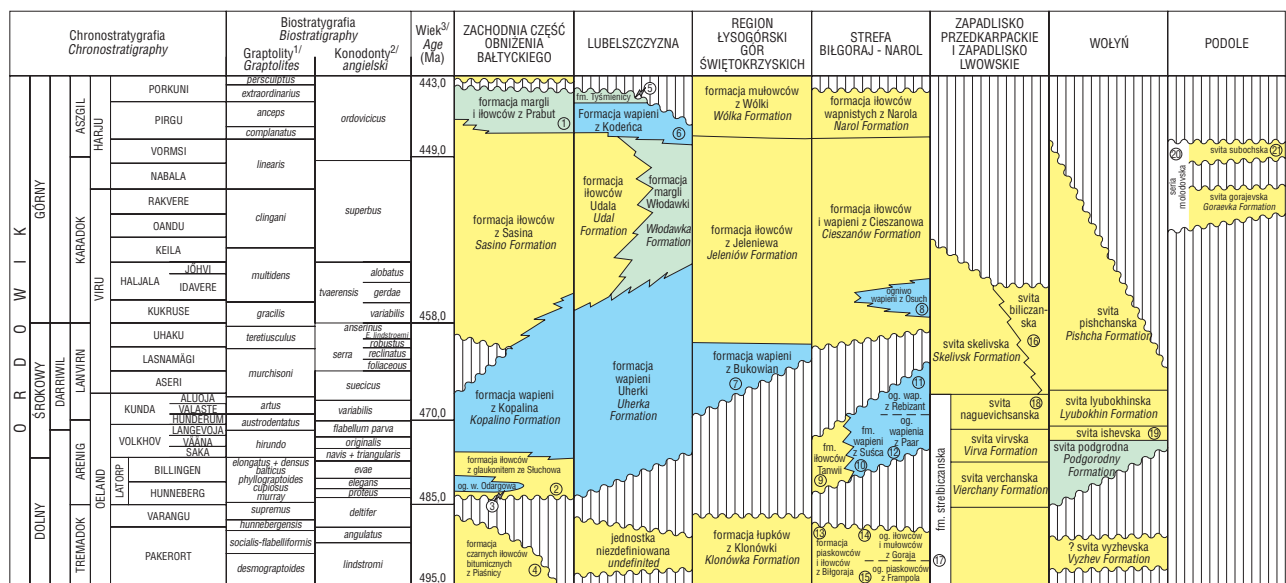 Chronostratygrafia
Chronostratigraphy
Biostratygrafia
Biostratigraphy
Graptolity 1/
Graptolites
Konodonty 2/
angielski
Wiek 3/
Age
(Ma)
ZACHODNIA CZĘŚĆ
OBNIŻENIA
BAŁTYCKIEGO
LUBELSZCZYZNA
REGION
ŁYSOGÓRSKI
GÓR
ŚWIĘTOKRZYSKICH
STREFA
BIŁGORAJ - NAROL
ZAPADLISKO
PRZEDKARPACKIE
I ZAPADLISKO
LWOWSKIE
WOŁYŃ
PODOLE
ORDOWIK
GÓRNY
ŚROKOWY
DOLNY
DARRIWIL
ASZGIL
KARADOK
LANVIRN
ARENIG
TREMADOK
HARJU
VIRU
OELAND
LATORP
PORKUNI
PIRGU
VORMSI
NABALA
RAKVERE
OANDU
KEILA
HALJALA
JÕHVI
IDAVERE
KUKRUSE
UHAKU
LASNAMÄGI
ASERI
KUNDA
ALUOJA
VALASTE
HUNDERUM
VOLKHOV
LANGEVOJA
VÄÄNA
SAKA
BILLINGEN
HUNNEBERG
VARANGU
PAKERORT
persculptus
extraordinarius
anceps
complanatus
linearis
clingani
multidens
gracilis
teretiusculus
murchisoni
artus
austrodentatus
hirundo
elongatus + densus
balticus
phyllograptoides
cupiosus
murray
supremus
hunnebergensis
socialis-flabelliformis
desmograptoides
ordovicicus
superbus
tvaerensis
alobatus
gerdae
variabilis
anserinus
E. lindstroemi
serra
robustus
reclinatus
foliaceous
suecicus
variabilis
flabellum parva
originalis
navis + triangularis
evae
elegans
proteus
deltifer
angulatus
lindstromi
443,0
449,0
458,0
470,0
485,0
495,0
formacja margli
i iłowców z Prabut
1
formacja iłowców
z Sasina
Sasino Formation
formacja wapieni
z Kopalina
Kopalino Formation
formacja iłowców
z glaukonitem ze Słuchowa
og. w. Odargowa
2
3
formacja
czarnych iłowców
bitumicznych
z Piaśnicy
4
fm. Tyśmienicy
5
Formacja wapieni
z Kodeńca
6
formacja
iłowców
Udala
Udal
Formation
formacja
margli
Włodawki
Włodawka
Formation
formacja
wapieni
Uherki
Uherka
Formation
jednostka
niezdefiniowana
undefined
formacja mułowców
z Wólki
Wólka Formation
formacja iłowców
z Jeleniewa
Jeleniów Formation
formacja wapieni
z Bukowian
7
formacja łupków
z Klonówki
Klonówka Formation
formacja iłowców
wapnistych z Narola
Narol Formation
formacja iłowców
i wapieni z Cieszanowa
Cieszanów Formation
ogniwo
wapieni z Osuch
8
11
og. wap.
z Rebizant
og.
wapienia
z Paar
12
fm.
wapieni
z Suśca
10
fm.
iłowców
Tanwii
9
13
formacja
piaskowców
i iłowców
z Biłgoraja
14
og. iłowców
i mułowców
z Goraja
15
og. piaskowców
z Frampola
svita
biliczan-
ska
16
svita skelivska
Skelivsk Formation
svita
naguevichsanska
18
svita virvska
Virva Formation
svita verchanska
Vierchany Formation
fm. strelbiczanska
17
svita
pishchanska
Pishcha Formation
svita lyubokhinska
Lyubokhin Formation
svita ishevska
19
svita podgrodna
Podgorodny
Formation
? svita vyzhevska
Vyzhev Formation
20
seria
molodovska
svita subochska
21
svita gorajevska
Goraevka Formation